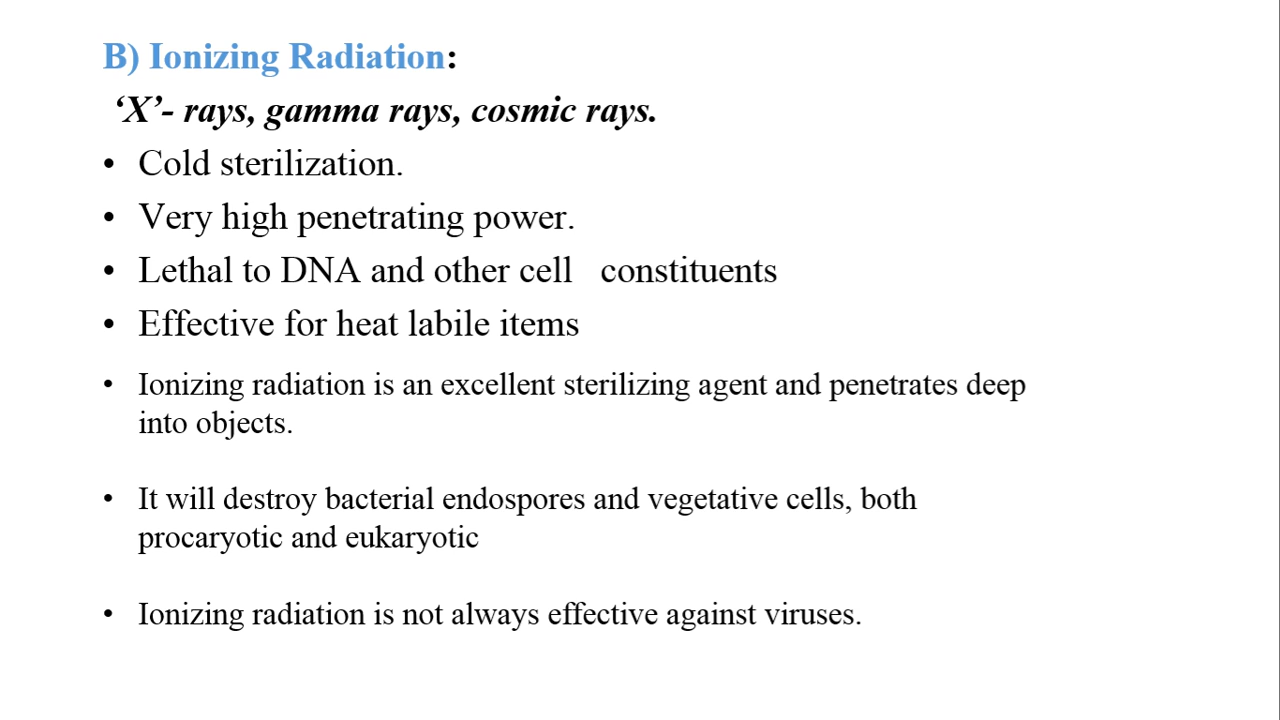 B) Ionizing Radiation:
‘X’- rays, gamma rays, cosmic rays.
• Cold sterilization.
• Very high penetrating power.
• Lethal to DNA and other cell   constituents
• Effective for heat labile items
• Ionizing radiation is an excellent sterilizing agent and penetrates deep
into objects.
• It will destroy bacterial endospores and vegetative cells, both
procaryotic and eukaryotic
• Ionizing radiation is not always effective against viruses.